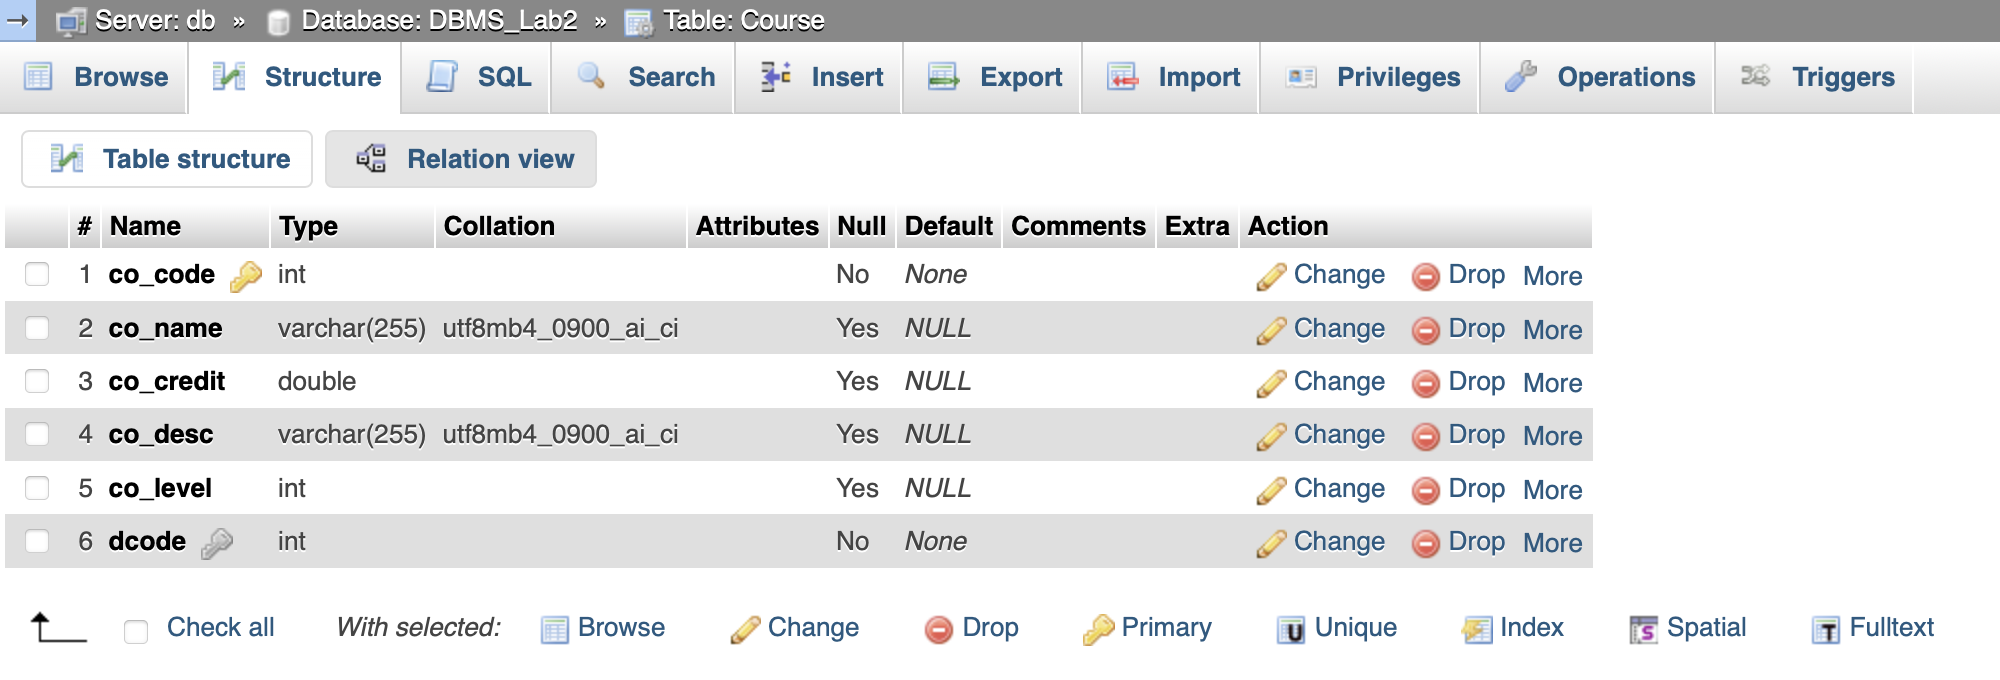 → Server: db » Database: DBMS_Lab2 » Table: Course
Browse Structure SQL Search Insert Export Import Privileges Operations Triggers
Table structure Relation view
# Name Type Collation Attributes Null Default Comments Extra Action
1 co_code int No None Change Drop More
2 co_name varchar(255) utf8mb4_0900_ai_ci Yes NULL Change Drop More
3 co_credit double Yes NULL Change Drop More
4 co_desc varchar(255) utf8mb4_0900_ai_ci Yes NULL Change Drop More
5 co_level int Yes NULL Change Drop More
6 dcode int No None Change Drop More
Check all With selected: Browse Change Drop Primary Unique Index Spatial Fulltext